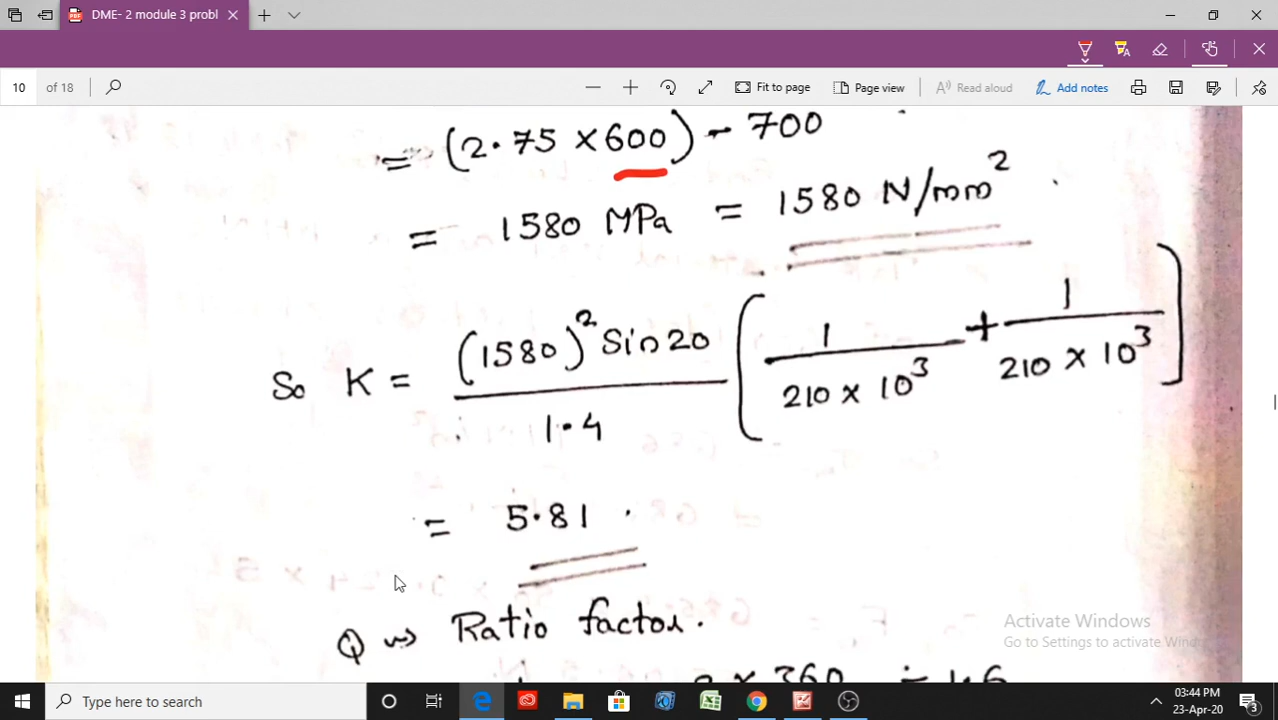 DME- 2 module 3 probl
10 of 18 Fit to page Page view Read aloud Add notes
= (2.75 × 600) - 700
= 1580 MPa = 1580 N/mm²
So K = (1580)² Sin 20 / 1.4 [ 1 / 210 × 10³ + 1 / 210 × 10³ ]
= 5.81
Q → Ratio factor.
Activate Windows
Go to Settings to activate Windows
Type here to search
03:44 PM
23-Apr-20
3